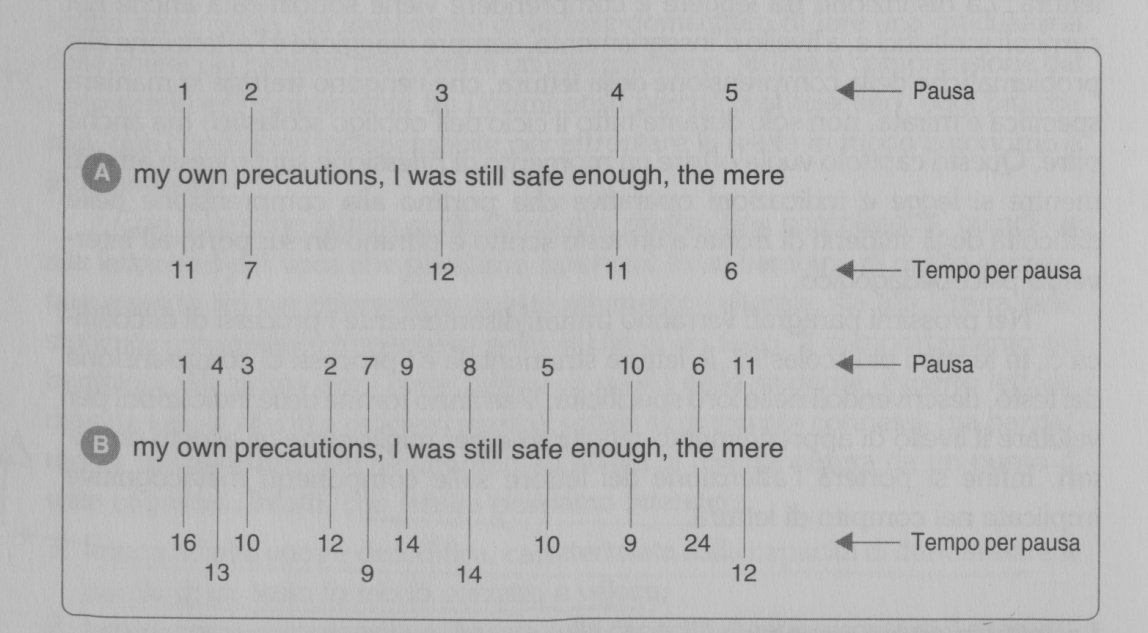 1 2 3 4 5 Pausa
A my own precautions, I was still safe enough, the mere
11 7 12 11 6 Tempo per pausa
1 4 3 2 7 9 8 5 10 6 11 Pausa
B my own precautions, I was still safe enough, the mere
16 10 12 14 10 9 24 Tempo per pausa
13 9 14 12